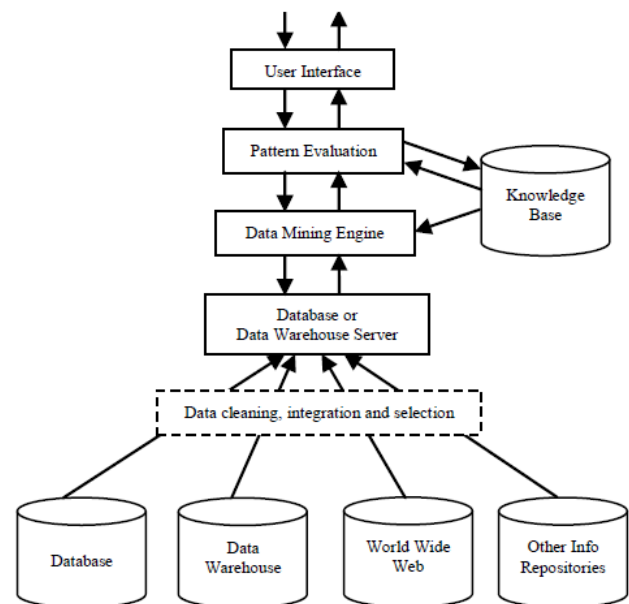 User Interface
Pattern Evaluation
Knowledge
Base
Data Mining Engine
Database or
Data Warehouse Server
Data cleaning, integration and selection
Database
Data
Warehouse
World Wide
Web
Other Info
Repositories